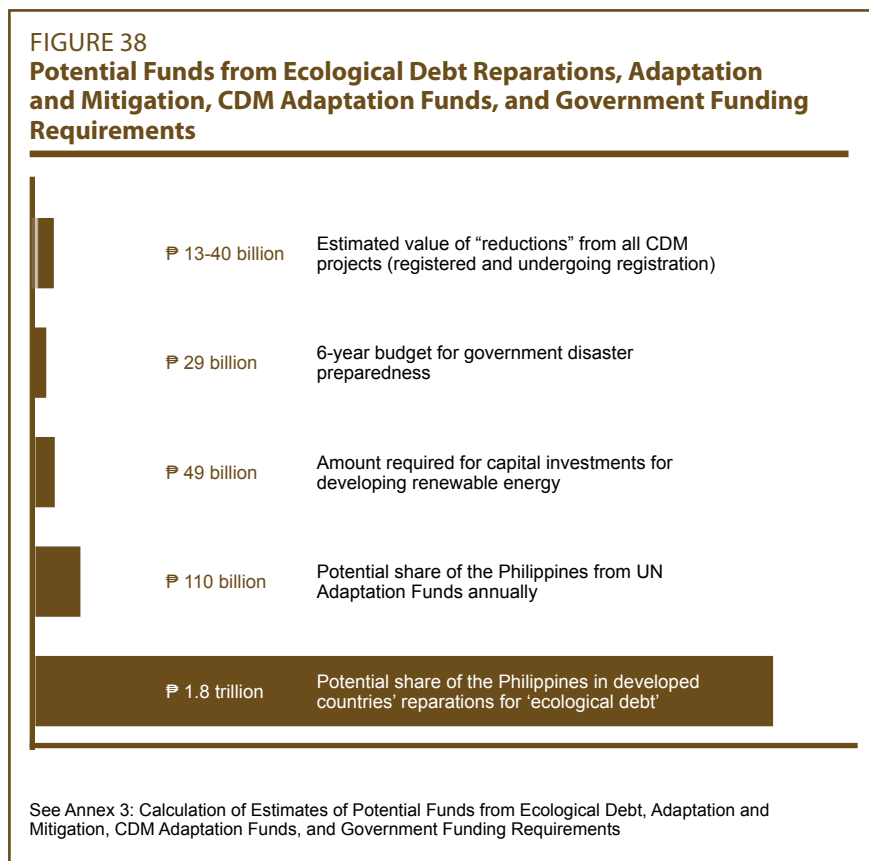 FIGURE 38
Potential Funds from Ecological Debt Reparations, Adaptation
and Mitigation, CDM Adaptation Funds, and Government Funding
Requirements
₱ 13-40 billion
Estimated value of “reductions” from all CDM
projects (registered and undergoing registration)
₱ 29 billion
6-year budget for government disaster
preparedness
₱ 49 billion
Amount required for capital investments for
developing renewable energy
₱ 110 billion
Potential share of the Philippines from UN
Adaptation Funds annually
₱ 1.8 trillion
Potential share of the Philippines in developed
countries’ reparations for ‘ecological debt’
See Annex 3: Calculation of Estimates of Potential Funds from Ecological Debt, Adaptation and
Mitigation, CDM Adaptation Funds, and Government Funding Requirements